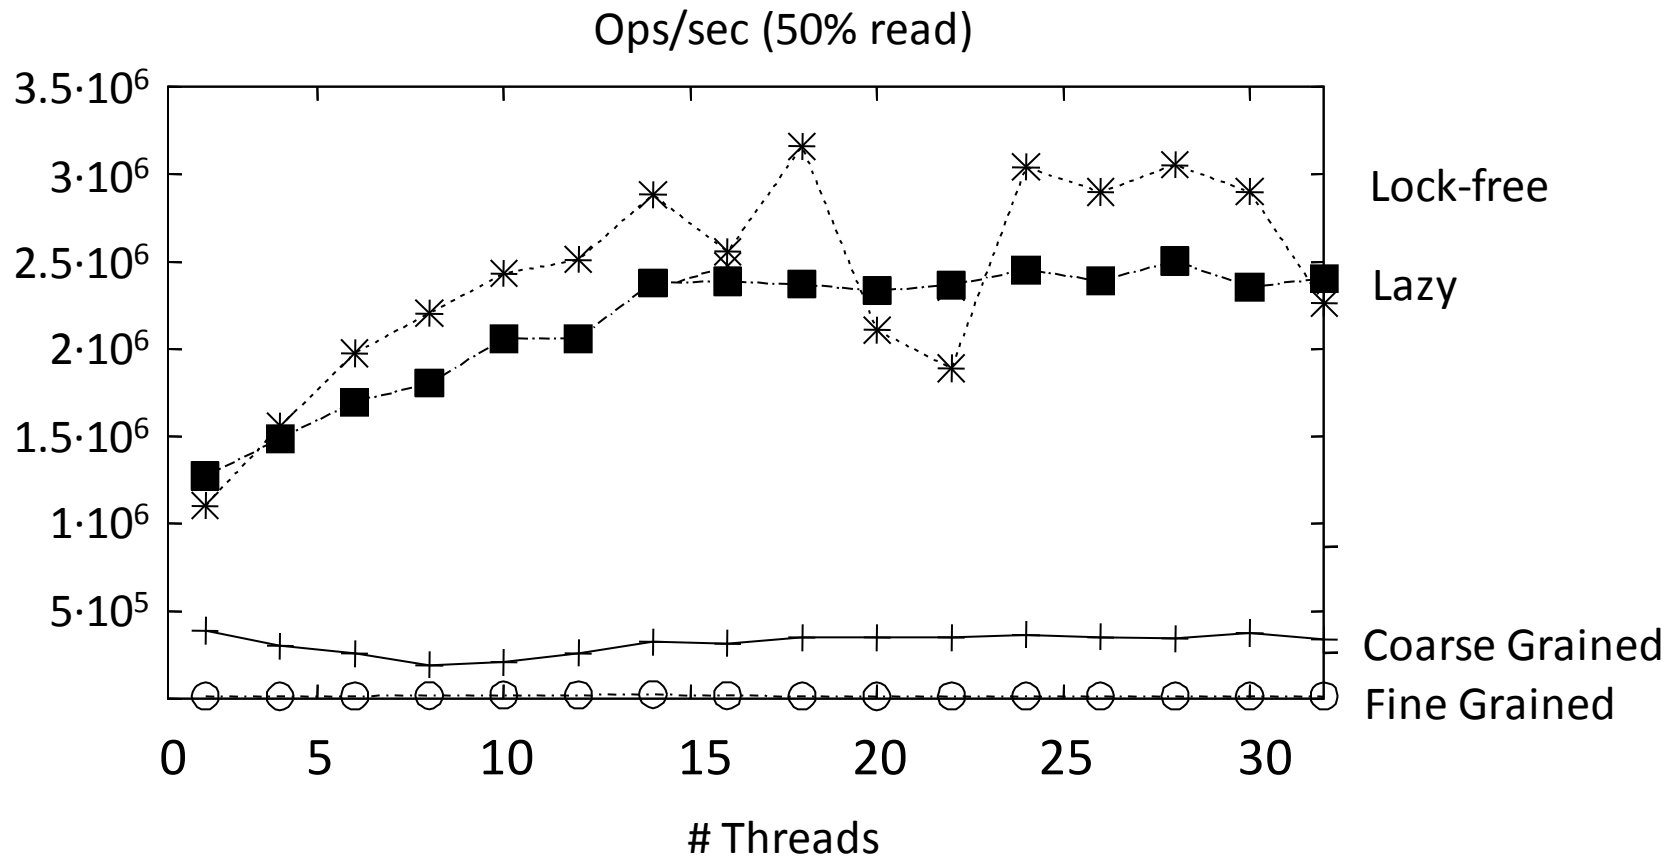 Ops/sec (50% read)
3.5·10⁶
3·10⁶
2.5·10⁶
2·10⁶
1.5·10⁶
1·10⁶
5·10⁵
Lock-free
Lazy
Coarse Grained
Fine Grained
0 5 10 15 20 25 30
# Threads